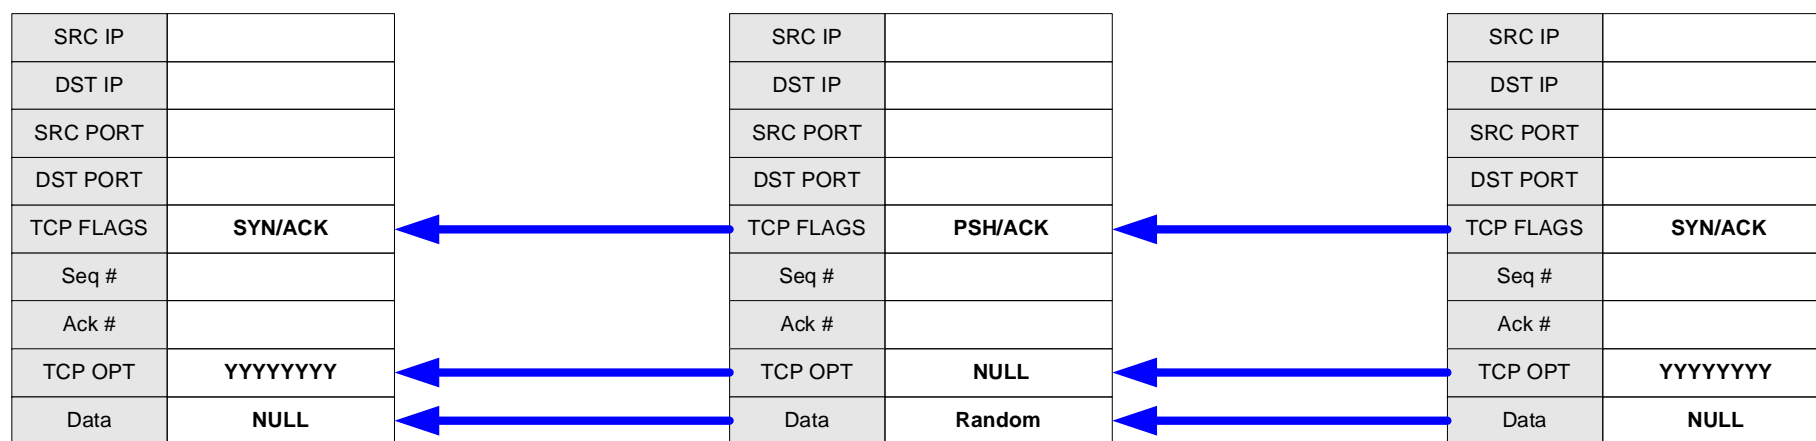 SRC IP SRC IP SRC IP
DST IP DST IP DST IP
SRC PORT SRC PORT SRC PORT
DST PORT DST PORT DST PORT
TCP FLAGS SYN/ACK TCP FLAGS PSH/ACK TCP FLAGS SYN/ACK
Seq # Seq # Seq #
Ack # Ack # Ack #
TCP OPT YYYYYYYY TCP OPT NULL TCP OPT YYYYYYYY
Data NULL Data Random Data NULL